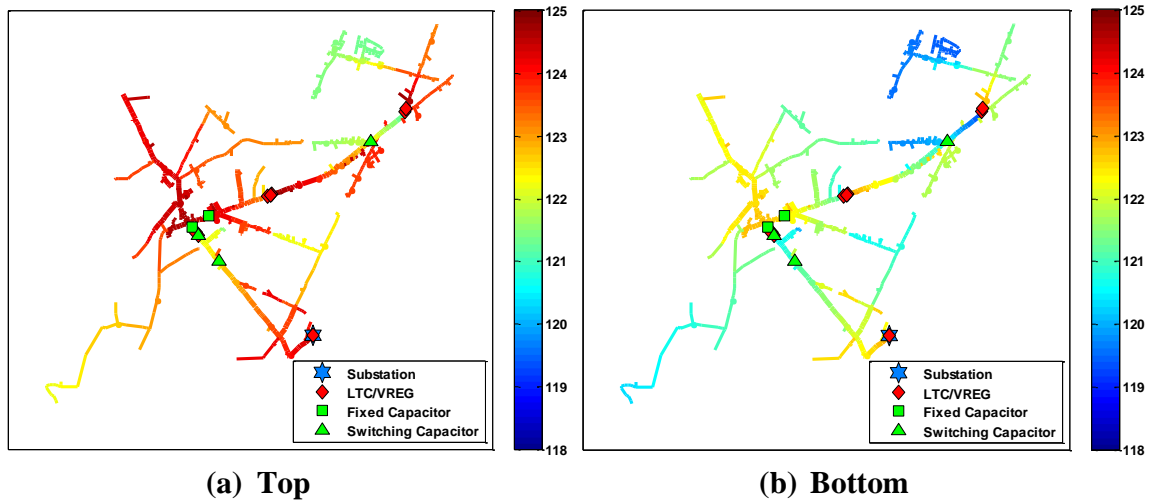 125
124
123
122
121
120
119
118
Substation
LTC/VREG
Fixed Capacitor
Switching Capacitor
(a) Top
125
124
123
122
121
120
119
118
Substation
LTC/VREG
Fixed Capacitor
Switching Capacitor
(b) Bottom